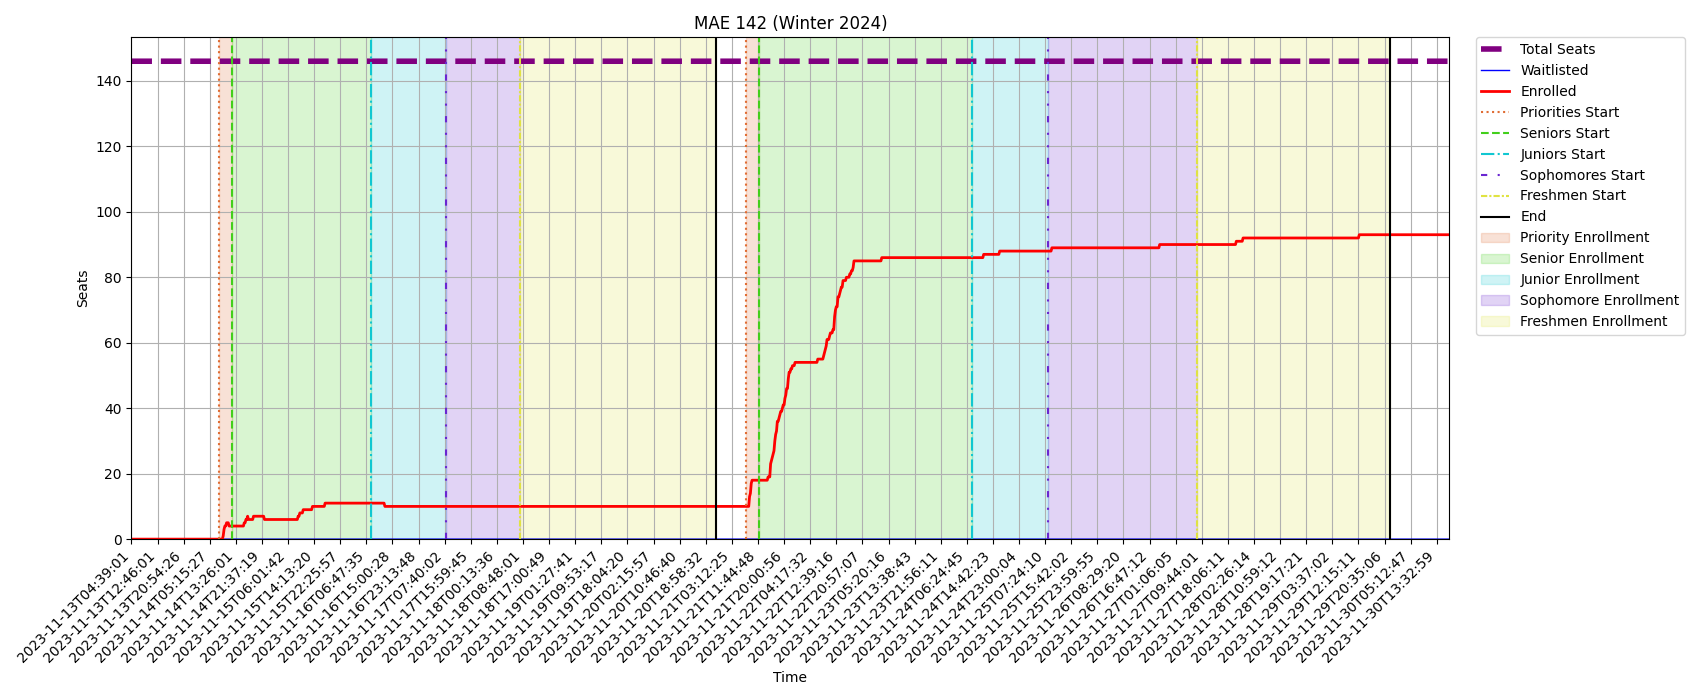 MAE 142 (Winter 2024)
Seats
140
120
100
80
60
40
20
0
2023-11-13T04:39:01
2023-11-13T12:46:01
2023-11-13T20:54:26
2023-11-14T05:15:27
2023-11-14T13:26:01
2023-11-14T21:37:19
2023-11-15T06:01:42
2023-11-15T14:13:20
2023-11-15T22:25:57
2023-11-16T06:47:35
2023-11-16T15:00:28
2023-11-16T23:13:48
2023-11-17T07:40:02
2023-11-17T15:59:45
2023-11-18T00:13:36
2023-11-18T08:48:01
2023-11-18T17:00:49
2023-11-19T01:27:41
2023-11-19T09:53:17
2023-11-19T18:04:20
2023-11-20T02:15:57
2023-11-20T10:46:40
2023-11-20T18:58:32
2023-11-21T03:12:25
2023-11-21T11:44:48
2023-11-21T20:00:56
2023-11-22T04:17:32
2023-11-22T12:39:16
2023-11-22T20:57:07
2023-11-23T05:20:16
2023-11-23T13:38:43
2023-11-23T21:56:11
2023-11-24T06:24:45
2023-11-24T14:42:23
2023-11-24T23:00:04
2023-11-25T07:24:10
2023-11-25T15:42:02
2023-11-25T23:59:55
2023-11-26T08:29:20
2023-11-26T16:47:12
2023-11-27T01:06:05
2023-11-27T09:44:01
2023-11-27T18:06:11
2023-11-28T02:26:14
2023-11-28T10:59:12
2023-11-28T19:17:21
2023-11-29T03:37:02
2023-11-29T12:15:11
2023-11-29T20:35:06
2023-11-30T05:12:47
2023-11-30T13:32:59
Time
Total Seats
Waitlisted
Enrolled
Priorities Start
Seniors Start
Juniors Start
Sophomores Start
Freshmen Start
End
Priority Enrollment
Senior Enrollment
Junior Enrollment
Sophomore Enrollment
Freshmen Enrollment